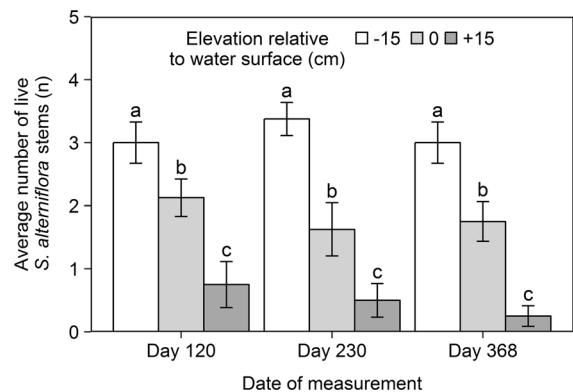 Elevation relative
to water surface (cm)
-15
0
+15
Average number of live
S. alterniflora stems (n)
5
4
3
2
1
0
a
b
c
a
b
c
a
b
c
Day 120
Day 230
Day 368
Date of measurement